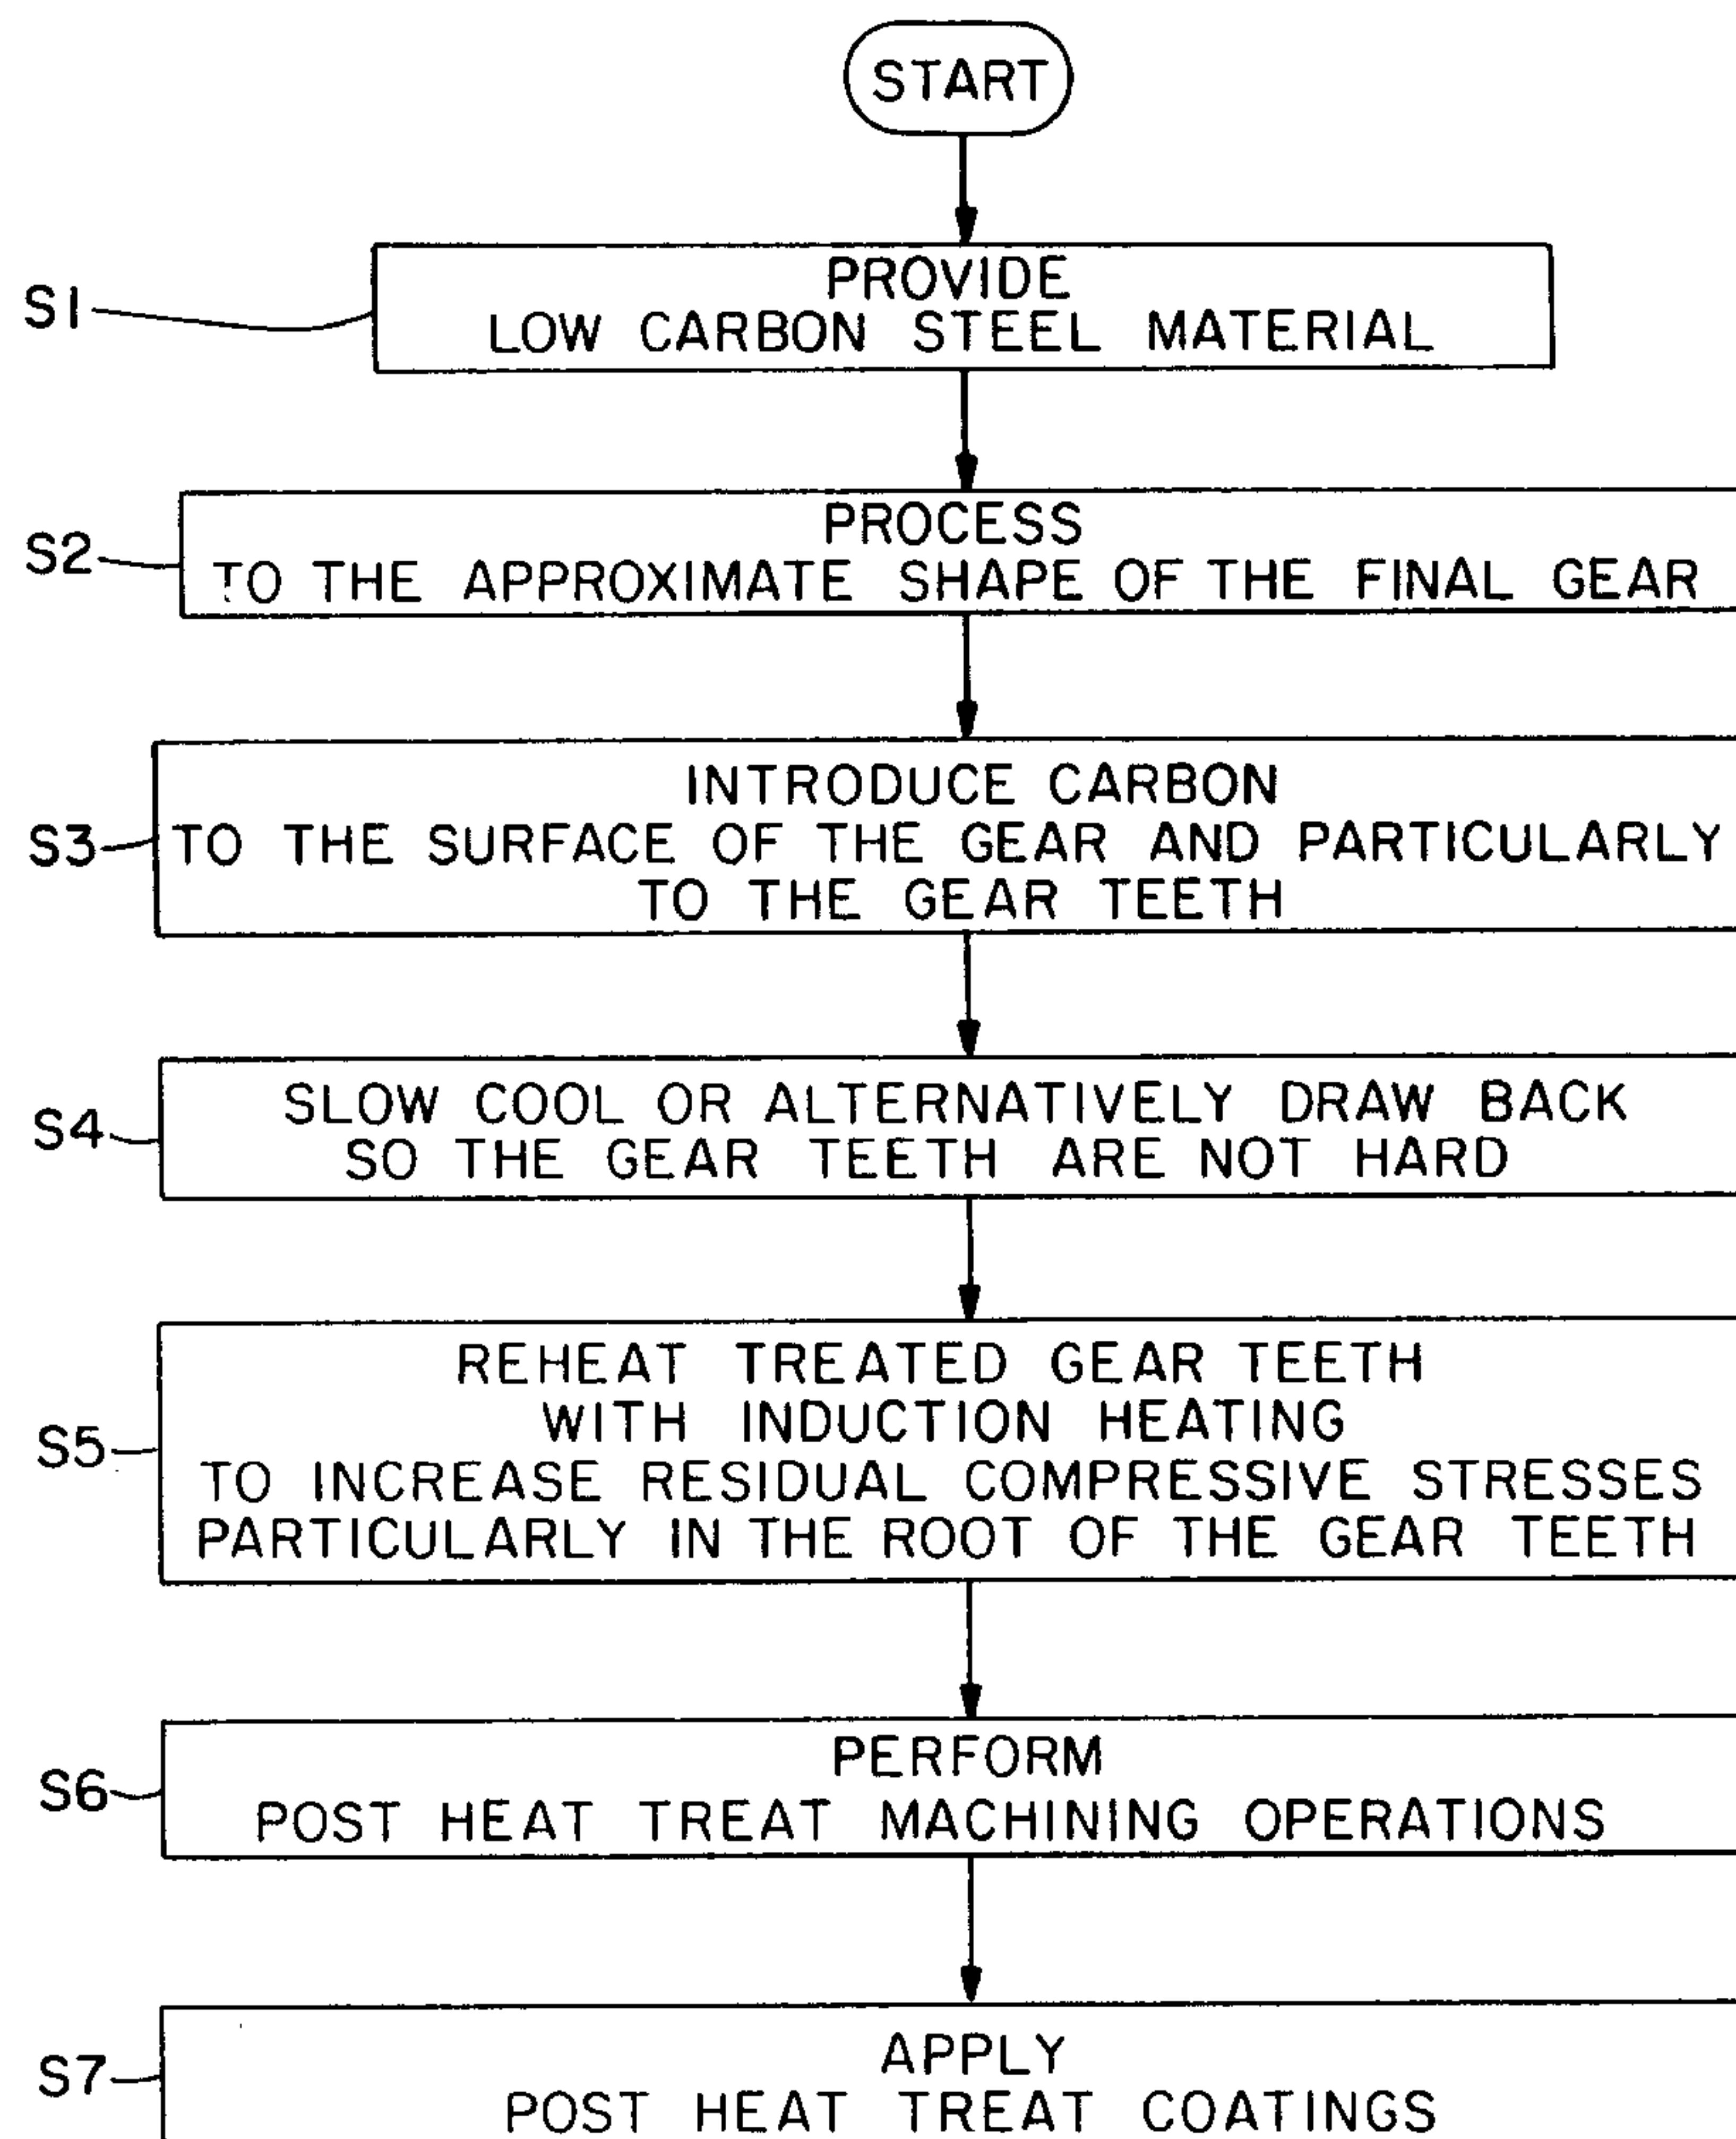 START
S1
PROVIDE
LOW CARBON STEEL MATERIAL
S2
PROCESS
TO THE APPROXIMATE SHAPE OF THE FINAL GEAR
S3
INTRODUCE CARBON
TO THE SURFACE OF THE GEAR AND PARTICULARLY
TO THE GEAR TEETH
S4
SLOW COOL OR ALTERNATIVELY DRAW BACK
SO THE GEAR TEETH ARE NOT HARD
S5
REHEAT TREATED GEAR TEETH
WITH INDUCTION HEATING
TO INCREASE RESIDUAL COMPRESSIVE STRESSES
PARTICULARLY IN THE ROOT OF THE GEAR TEETH
S6
PERFORM
POST HEAT TREAT MACHINING OPERATIONS
S7
APPLY
POST HEAT TREAT COATINGS